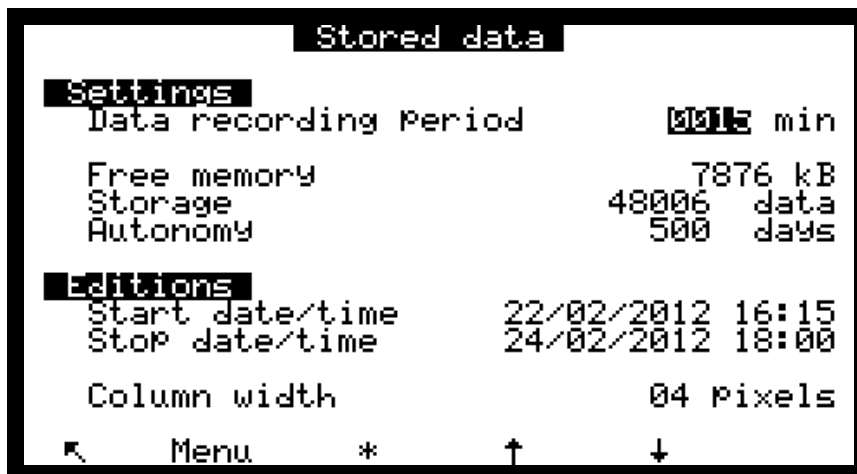 Stored data
Settings
Data recording period 0015 min
Free memory 7876 kB
Storage 48006 data
Autonomy 500 days
Editions
Start date/time 22/02/2012 16:15
Stop date/time 24/02/2012 18:00
Column width 04 pixels
↖ Menu * ↑ ↓